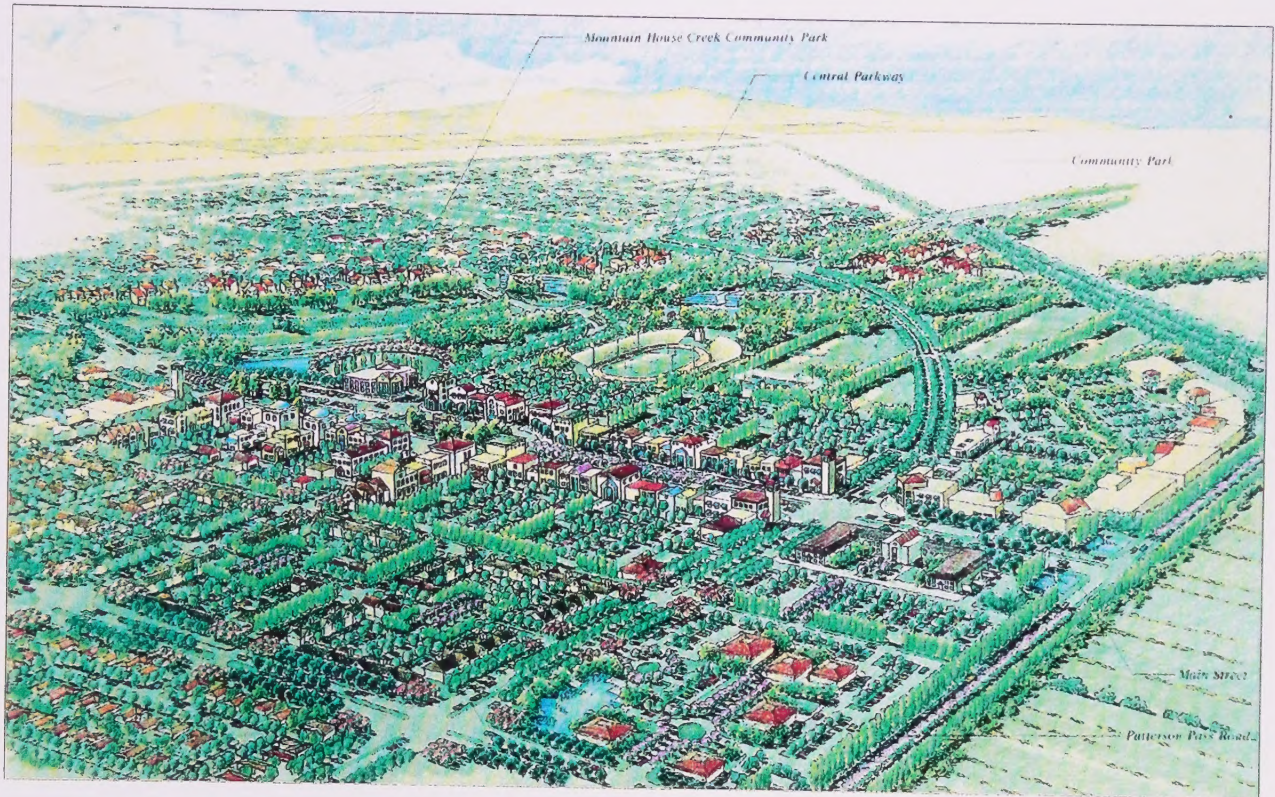 Mountain House Creek Community Park
Central Parkway
Community Park
Main Street
Patterson Pass Road